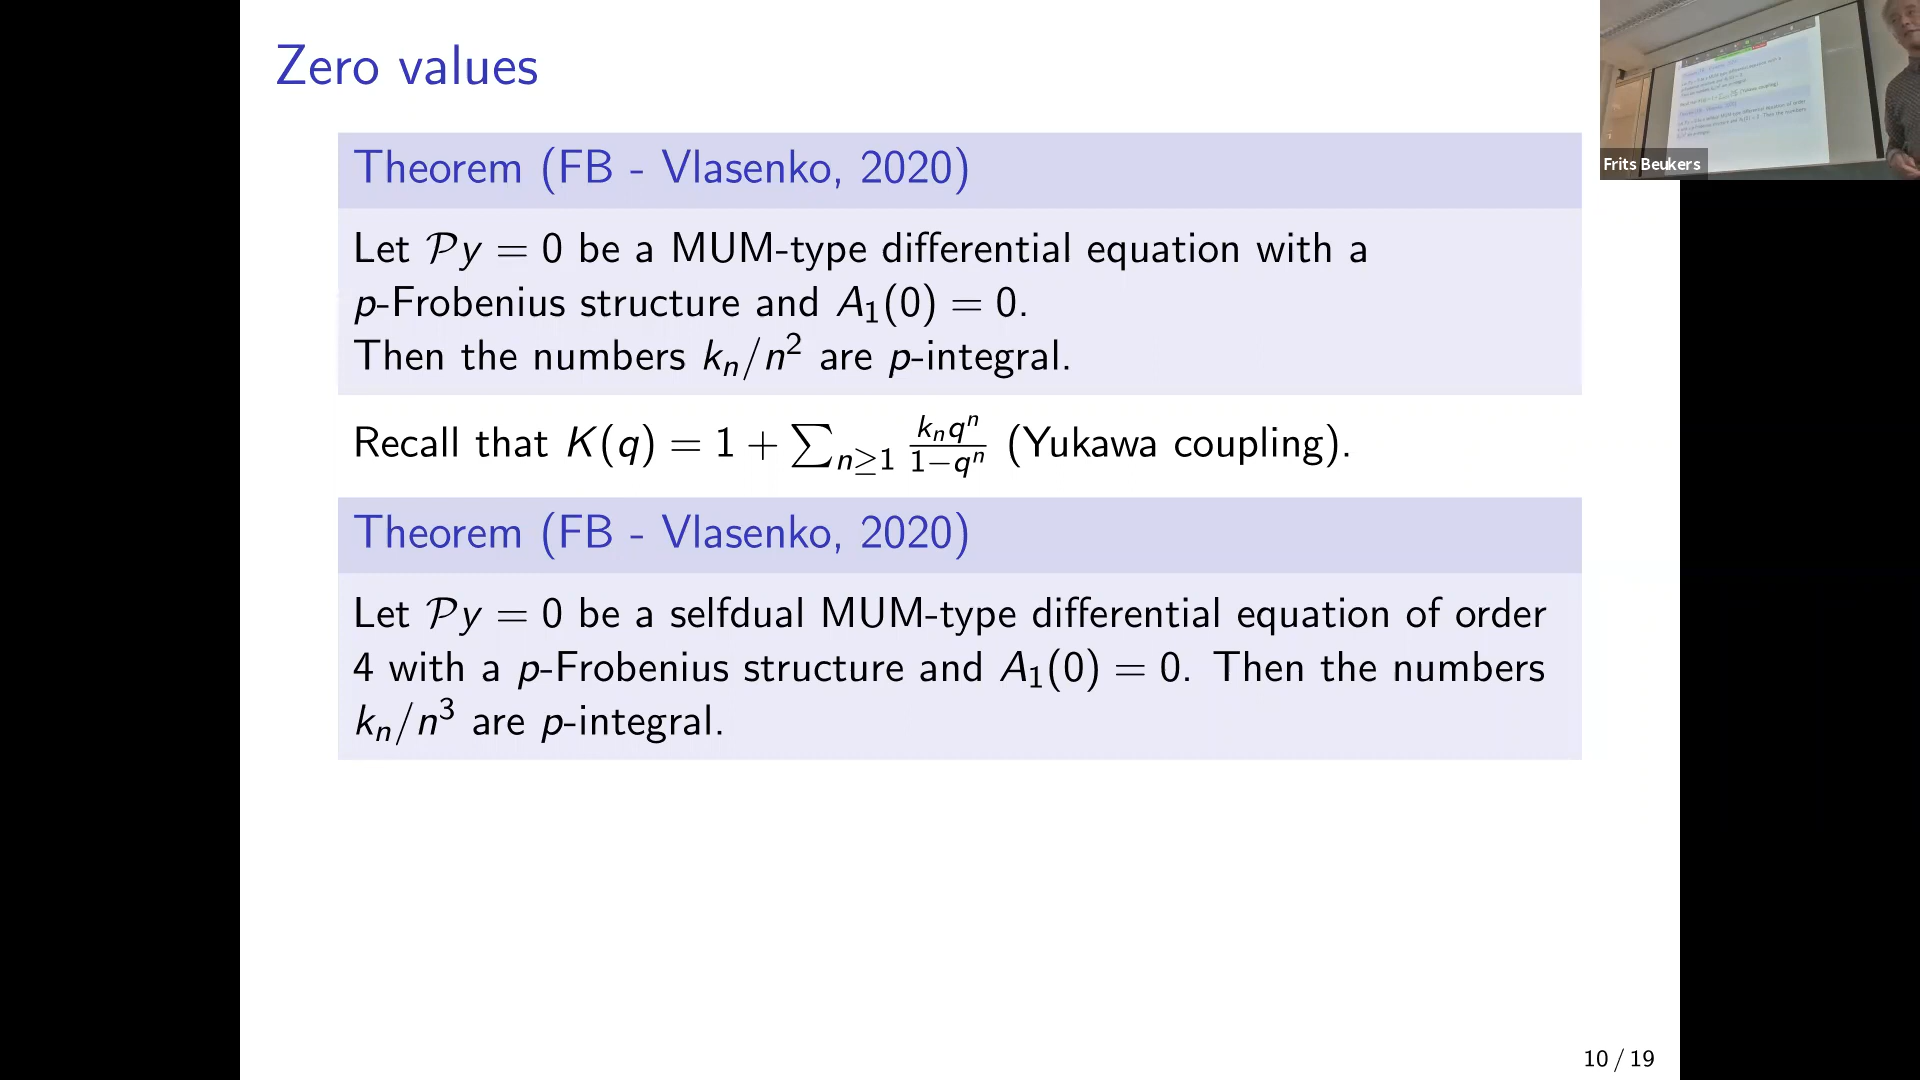 Zero values
Theorem (FB - Vlasenko, 2020)
Let 𝒫y = 0 be a MUM-type differential equation with a
p-Frobenius structure and A₁(0) = 0.
Then the numbers kₙ/n² are p-integral.
Recall that K(q) = 1 + ∑ₙ≥₁ kₙqⁿ/(1−qⁿ) (Yukawa coupling).
Theorem (FB - Vlasenko, 2020)
Let 𝒫y = 0 be a selfdual MUM-type differential equation of order
4 with a p-Frobenius structure and A₁(0) = 0. Then the numbers
kₙ/n³ are p-integral.
10 / 19
Frits Beukers